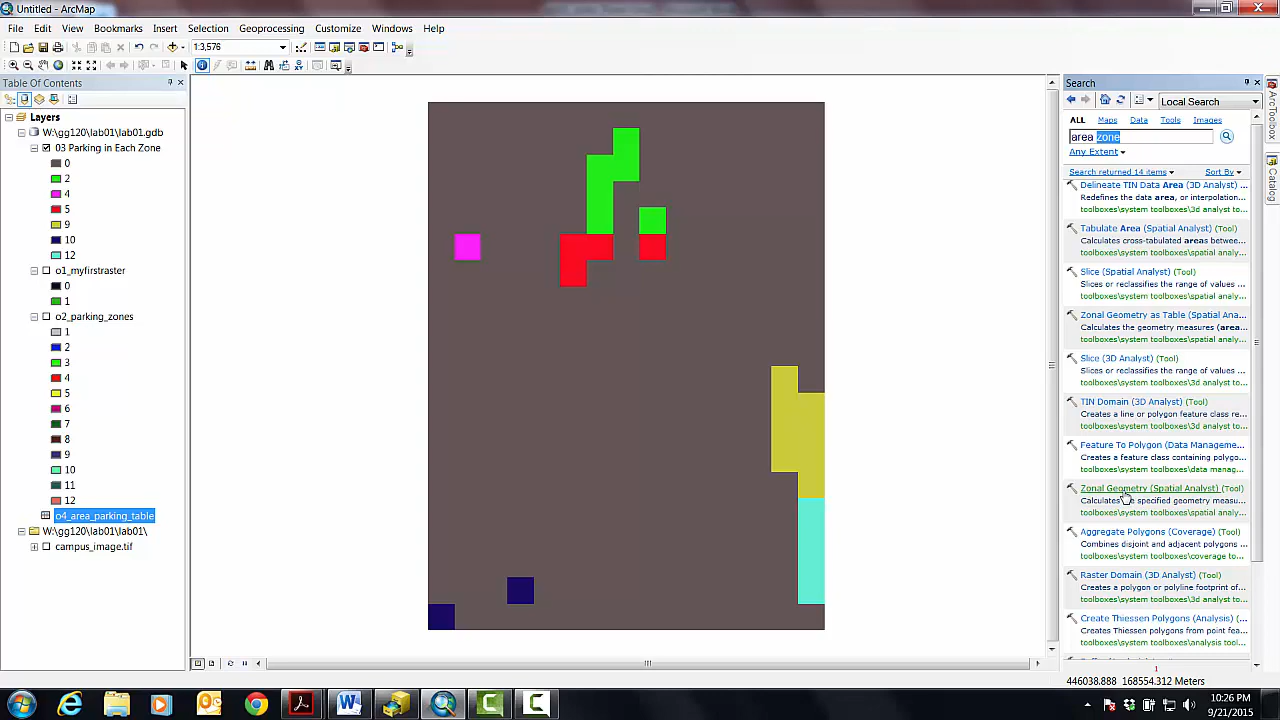 Untitled - ArcMap
File Edit View Bookmarks Insert Selection Geoprocessing Customize Windows Help
1:3,576
Table Of Contents
Layers
W:\gg120\lab01\lab01.gdb
03 Parking in Each Zone
0
2
4
5
9
10
12
o1_myfirstraster
0
1
o2_parking_zones
1
2
3
4
5
6
7
8
9
10
11
12
o4_area_parking_table
W:\gg120\lab01\lab01\
campus_image.tif
Search
Local Search
ALL Maps Data Tools Images
area zone
Any Extent
Search returned 14 items Sort By
Delineate TIN Data Area (3D Analyst) ...
Redefines the data area, or interpolation...
toolboxes\system toolboxes\3d analyst to...
Tabulate Area (Spatial Analyst) (Tool)
Calculates cross-tabulated areas betwee...
toolboxes\system toolboxes\spatial analy...
Slice (Spatial Analyst) (Tool)
Slices or reclassifies the range of values ...
toolboxes\system toolboxes\spatial analy...
Zonal Geometry as Table (Spatial Ana...
Calculates the geometry measures (area...
toolboxes\system toolboxes\spatial analy...
Slice (3D Analyst) (Tool)
Slices or reclassifies the range of values ...
toolboxes\system toolboxes\3d analyst to...
TIN Domain (3D Analyst) (Tool)
Creates a line or polygon feature class re...
toolboxes\system toolboxes\3d analyst to...
Feature To Polygon (Data Manageme...
Creates a feature class containing polygo...
toolboxes\system toolboxes\data manag...
Zonal Geometry (Spatial Analyst) (Tool)
Calculates specified geometry measu...
toolboxes\system toolboxes\spatial analy...
Aggregate Polygons (Coverage) (Tool)
Combines disjoint and adjacent polygons ...
toolboxes\system toolboxes\coverage to...
Raster Domain (3D Analyst) (Tool)
Creates a polygon or polyline footprint of...
toolboxes\system toolboxes\3d analyst to...
Create Thiessen Polygons (Analysis) (...
Creates Thiessen polygons from point fea...
toolboxes\system toolboxes\analysis tool...
1
ArcToolbox
Catalog
446038.888 168554.312 Meters
10:26 PM
9/21/2015